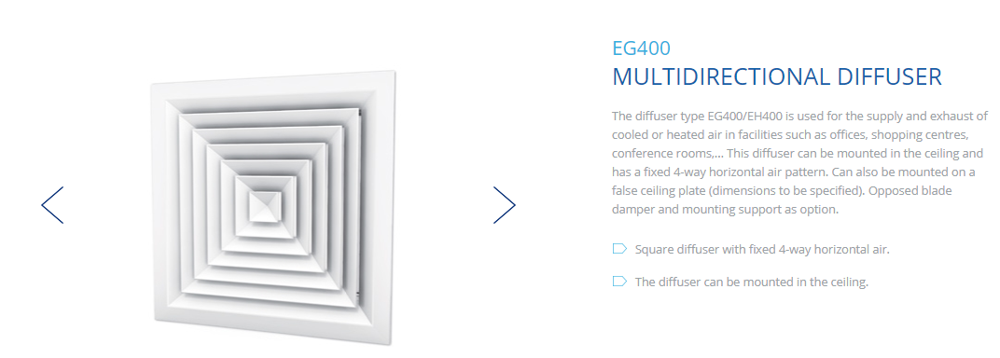 EG400
MULTIDIRECTIONAL DIFFUSER
The diffuser type EG400/EH400 is used for the supply and exhaust of
cooled or heated air in facilities such as offices, shopping centres,
conference rooms,... This diffuser can be mounted in the ceiling and
has a fixed 4-way horizontal air pattern. Can also be mounted on a
false ceiling plate (dimensions to be specified). Opposed blade
damper and mounting support as option.
Square diffuser with fixed 4-way horizontal air.
The diffuser can be mounted in the ceiling.